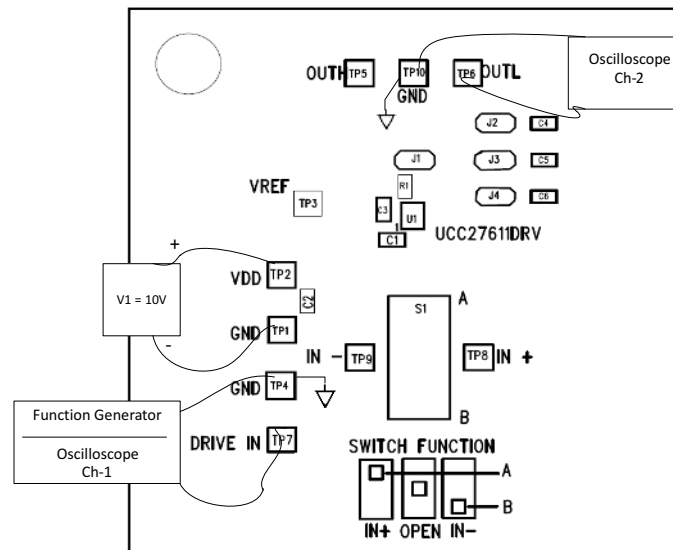 OUTH TP5 TP10 TP6 OUTL
GND
Oscilloscope
Ch-2
J2 C4
J1 J3 C5
R1
J4 C6
VREF
TP3
C3 U1
1
C1
UCC27611DRV
+
V1 = 10V
-
VDD TP2
C2
GND TP1
S1
A
IN - TP9
TP8 IN +
B
GND TP4
Function Generator
Oscilloscope
Ch-1
DRIVE IN TP7
SWITCH FUNCTION
A
B
IN+ OPEN IN-